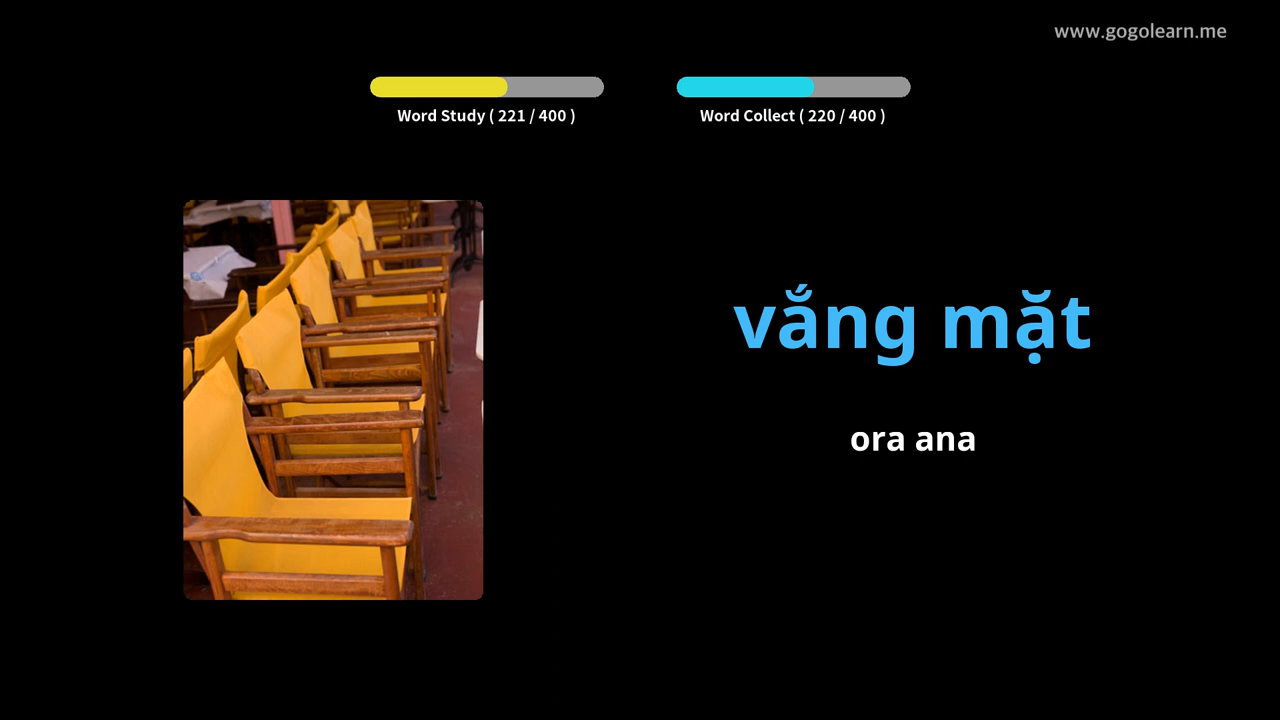 www.gogolearn.me
Word Study ( 221 / 400 )
Word Collect ( 220 / 400 )
vắng mặt
ora ana